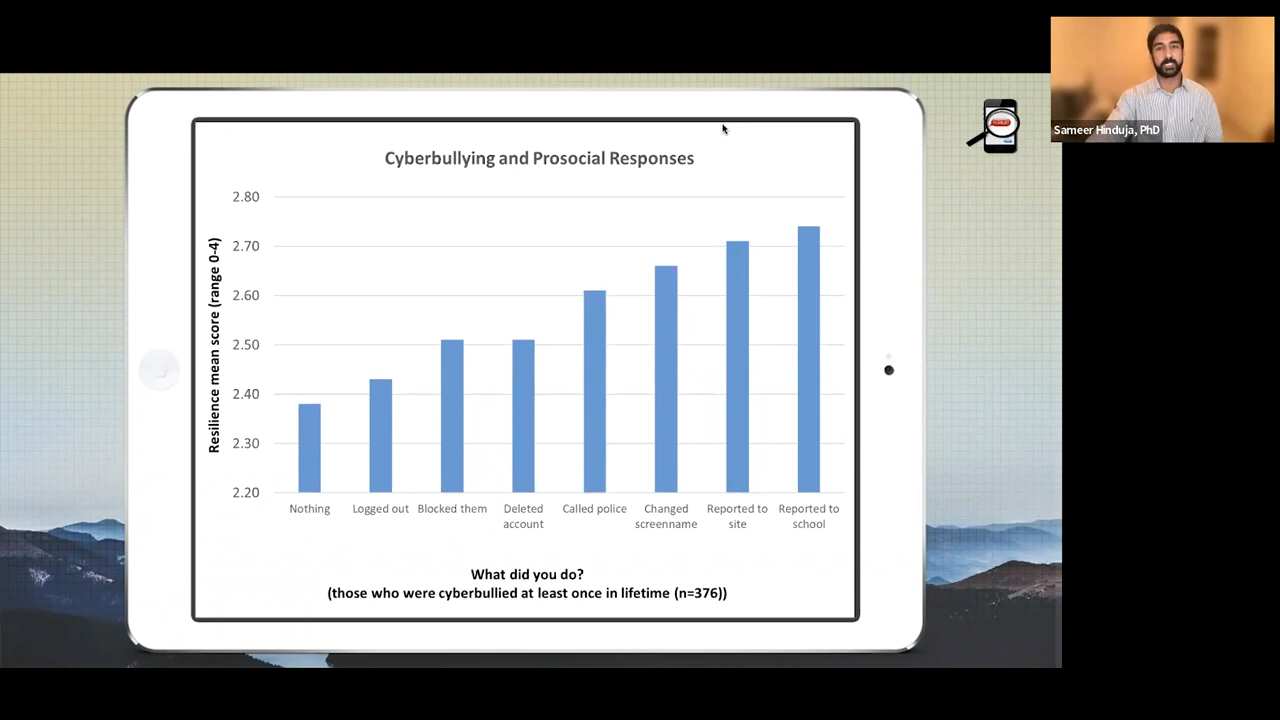 Cyberbullying and Prosocial Responses
Resilience mean score (range 0-4)
2.80
2.70
2.60
2.50
2.40
2.30
2.20
Nothing
Logged out
Blocked them
Deleted
account
Called police
Changed
screenname
Reported to
site
Reported to
school
What did you do?
(those who were cyberbullied at least once in lifetime (n=376))
Sameer Hinduja, PhD